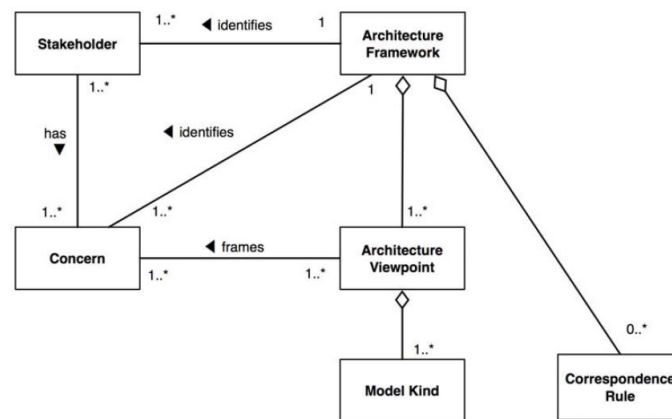 Stakeholder
1..*
◄ identifies
1
Architecture
Framework
1..*
1
has
▼
◄ identifies
1..*
1..*
1..*
Concern
◄ frames
1..*
1..*
Architecture
Viewpoint
0..*
1..*
Model Kind
Correspondence
Rule